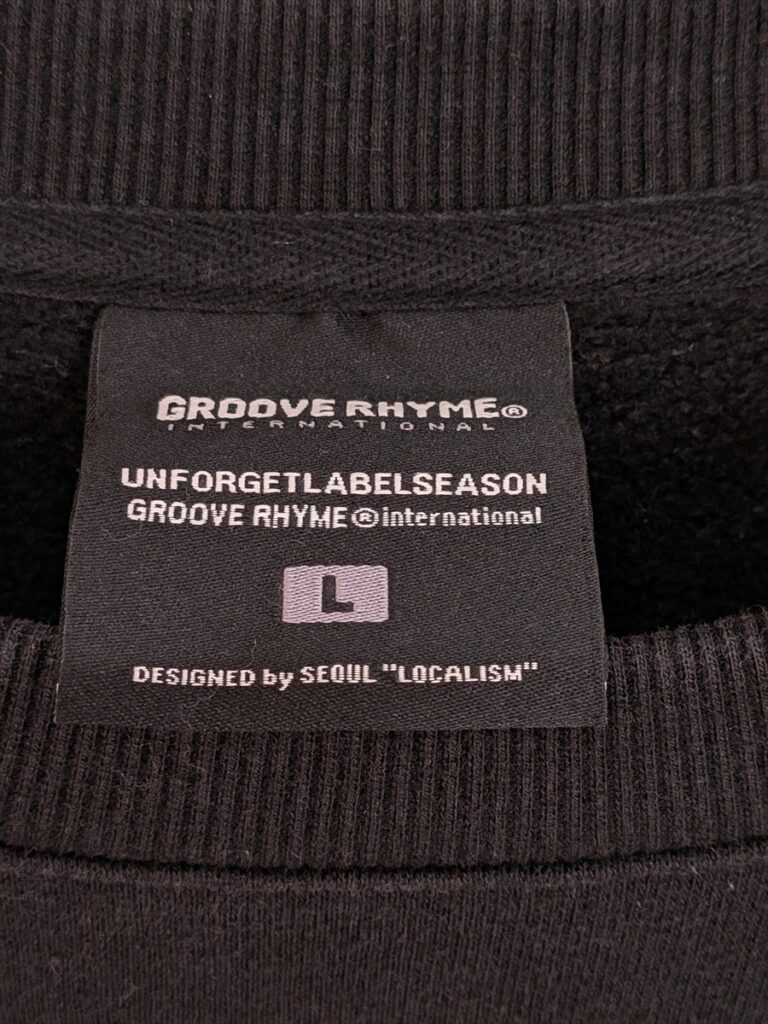 GROOVE RHYME®
INTERNATIONAL
UNFORGETLABELSEASON
GROOVE RHYME®international
L
DESIGNED by SEOUL "LOCALISM"